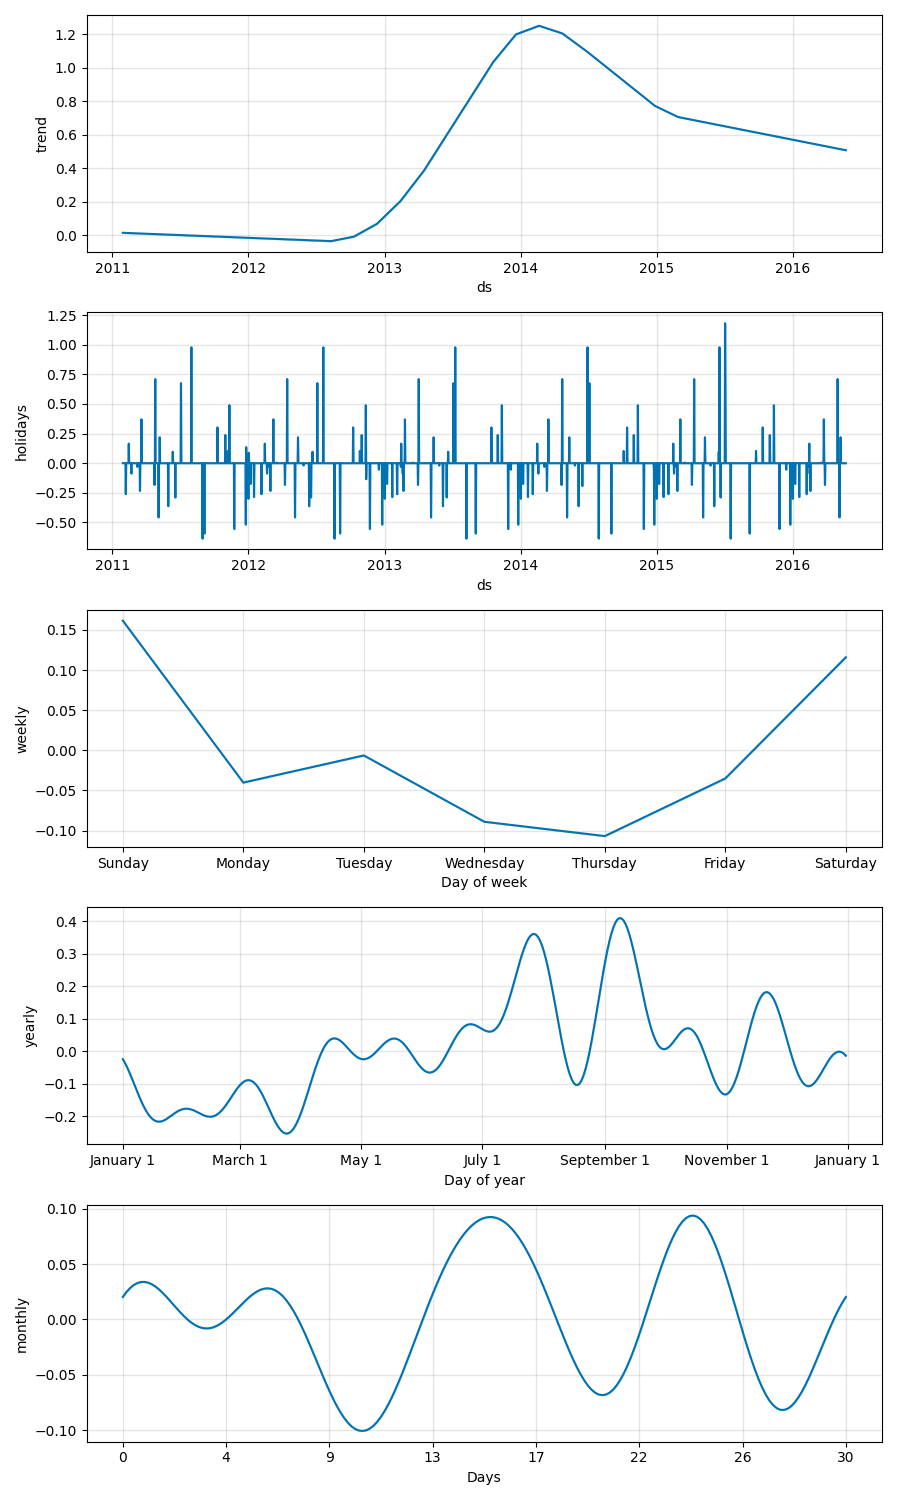 1.2
1.0
0.8
0.6
0.4
0.2
0.0
trend
2011 2012 2013 2014 2015 2016
ds
1.25
1.00
0.75
0.50
0.25
0.00
−0.25
−0.50
holidays
2011 2012 2013 2014 2015 2016
ds
0.15
0.10
0.05
0.00
−0.05
−0.10
weekly
Sunday Monday Tuesday Wednesday Thursday Friday Saturday
Day of week
0.4
0.3
0.2
0.1
0.0
−0.1
−0.2
yearly
January 1 March 1 May 1 July 1 September 1 November 1 January 1
Day of year
0.10
0.05
0.00
−0.05
−0.10
monthly
0 4 9 13 17 22 26 30
Days